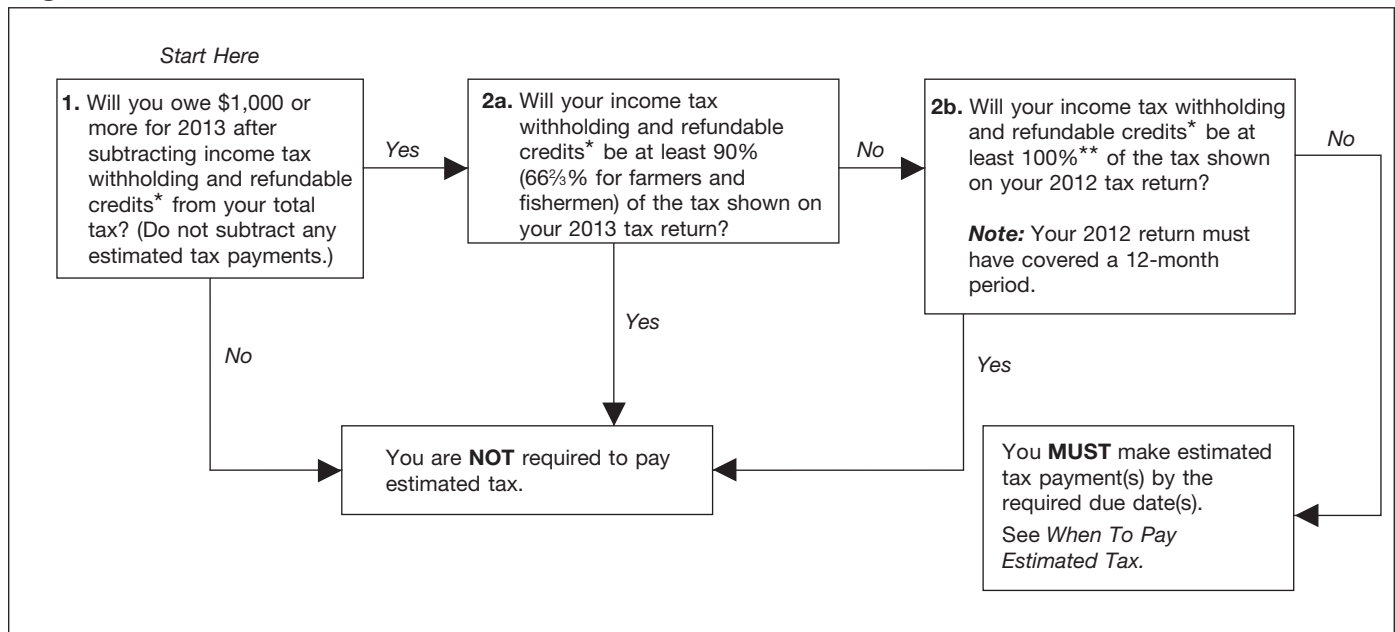 Start Here
1. Will you owe $1,000 or
more for 2013 after
subtracting income tax
withholding and refundable
credits* from your total
tax? (Do not subtract any
estimated tax payments.)
Yes
2a. Will your income tax
withholding and refundable
credits* be at least 90%
(66⅔% for farmers and
fishermen) of the tax shown on
your 2013 tax return?
No
2b. Will your income tax withholding
and refundable credits* be at
least 100%** of the tax shown
on your 2012 tax return?
Note: Your 2012 return must
have covered a 12-month
period.
No
No
Yes
Yes
You are NOT required to pay
estimated tax.
You MUST make estimated
tax payment(s) by the
required due date(s).
See When To Pay
Estimated Tax.